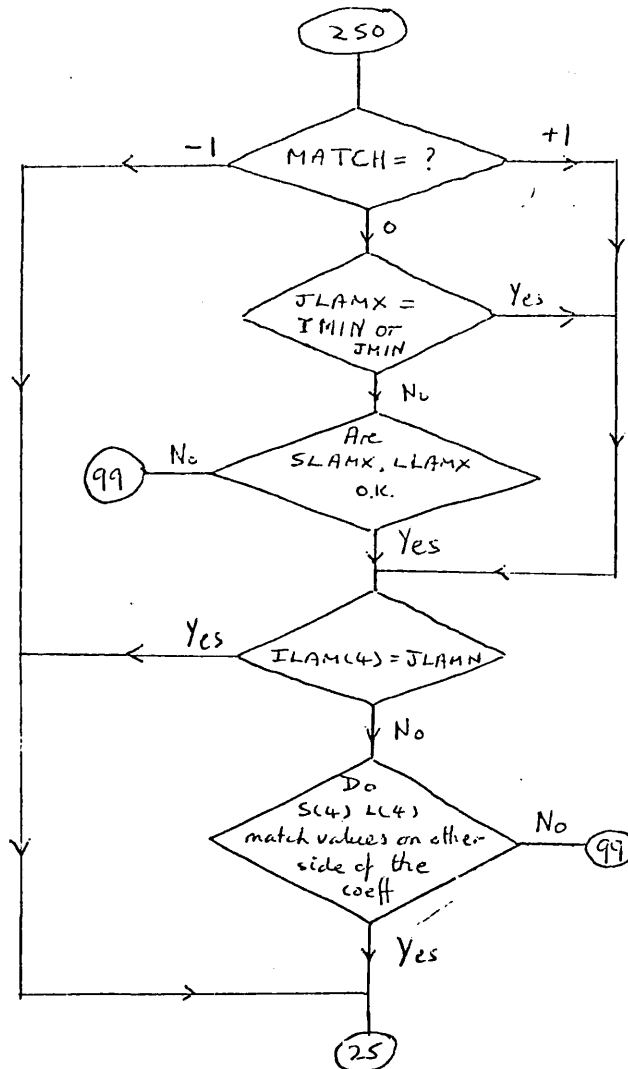 250
-1
MATCH = ?
+1
0
JLAMX =
IMIN or
JMIN
Yes
No
Are
SLAMX, LLAMX
O.K.
No
99
Yes
ILAM(4) = JLAMN
Yes
No
Do
S(4) L(4)
match values on other
side of the
coeff
No
99
Yes
25